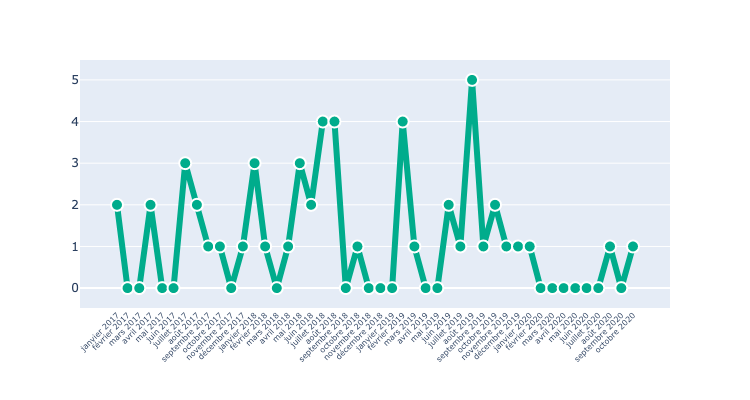 5
4
3
2
1
0
janvier 2017
février 2017
mars 2017
avril 2017
mai 2017
juin 2017
juillet 2017
août 2017
septembre 2017
octobre 2017
novembre 2017
décembre 2017
janvier 2018
février 2018
mars 2018
avril 2018
mai 2018
juin 2018
juillet 2018
août 2018
septembre 2018
octobre 2018
novembre 2018
décembre 2018
janvier 2019
février 2019
mars 2019
avril 2019
mai 2019
juin 2019
juillet 2019
août 2019
septembre 2019
octobre 2019
novembre 2019
décembre 2019
janvier 2020
février 2020
mars 2020
avril 2020
mai 2020
juin 2020
juillet 2020
août 2020
septembre 2020
octobre 2020